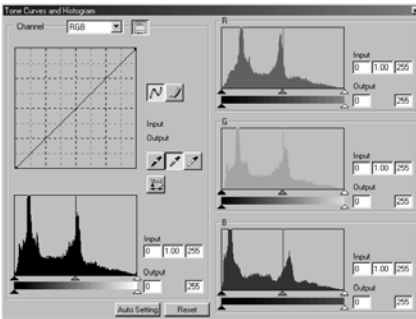 Tone Curves and Histogram
Channel
RGB
Input
Output
Input
0 1.00 255
Output
0 255
Auto Setting Reset
R
Input
0 1.00 255
Output
0 255
G
Input
0 1.00 255
Output
0 255
B
Input
0 1.00 255
Output
0 255